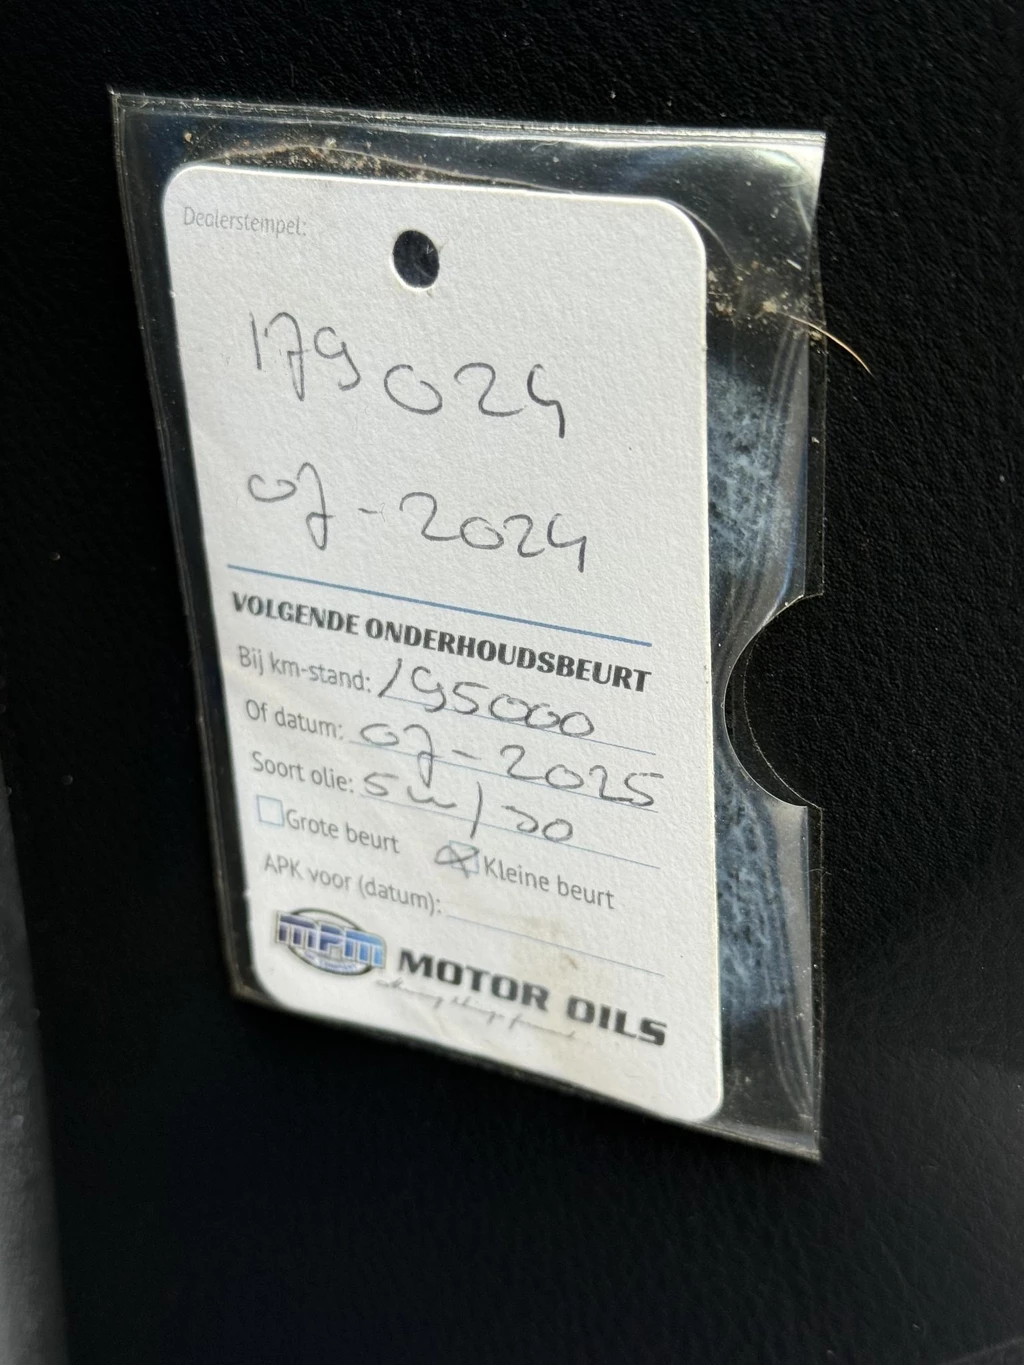 Dealerstempel:
179024
07-2024
VOLGENDE ONDERHOUDSBEURT
Bij km-stand: 195000
Of datum: 07-2025
Soort olie: 5w/30
Grote beurt Kleine beurt
APK voor (datum):
MPM MOTOR OILS